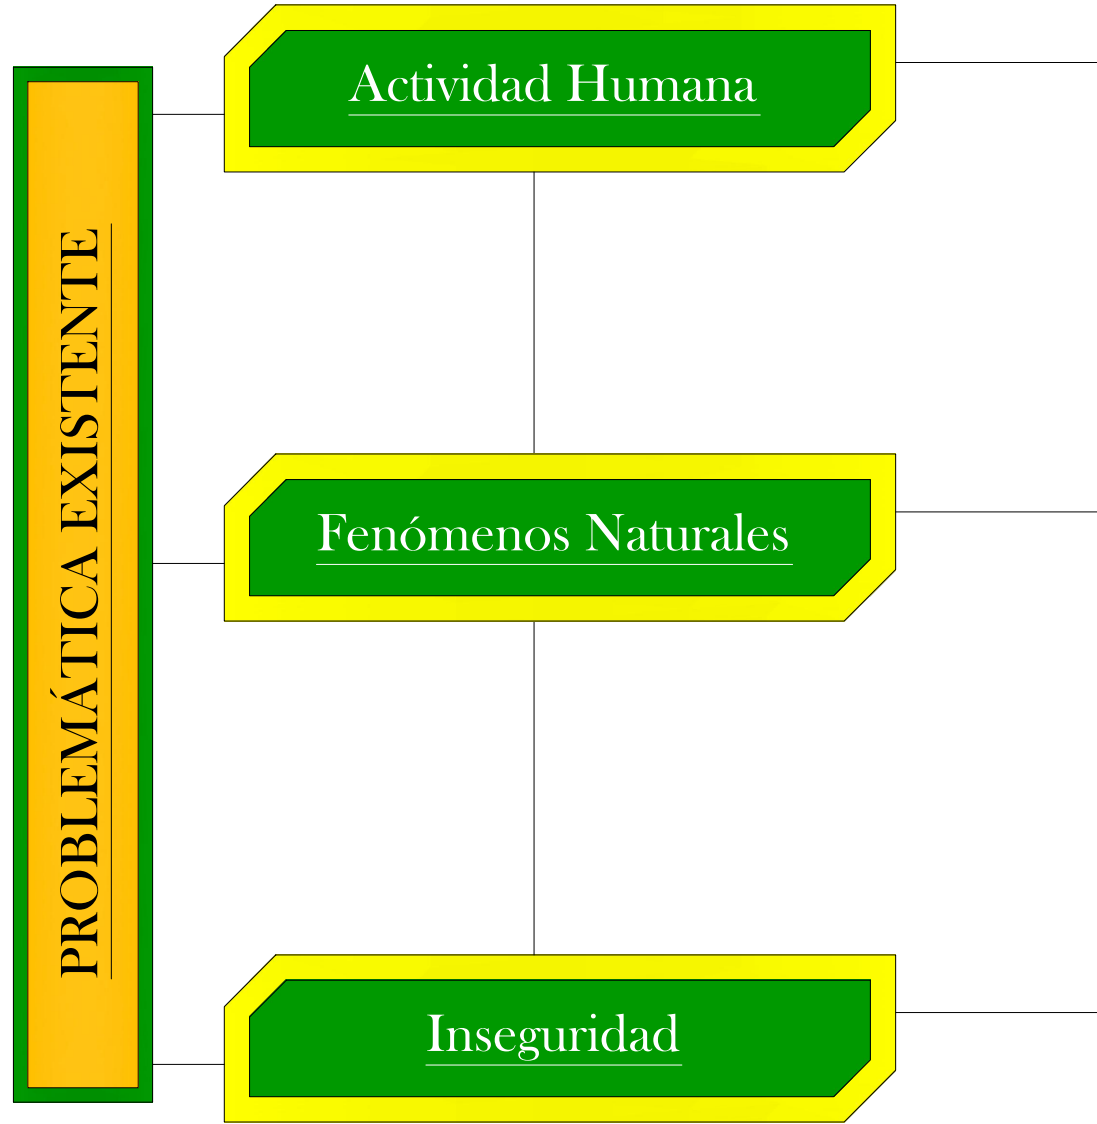 PROBLEMÁTICA EXISTENTE
Actividad Humana
Fenómenos Naturales
Inseguridad